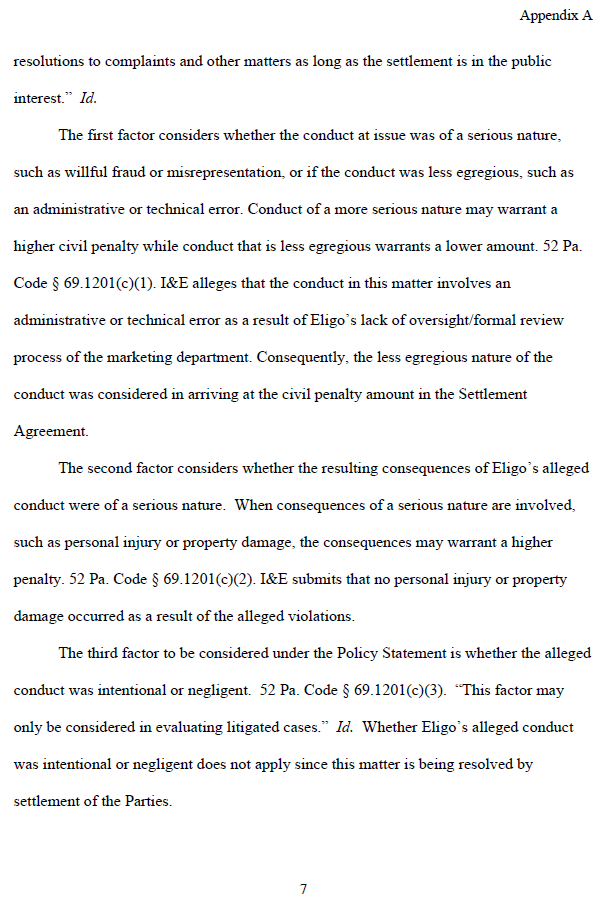 Appendix A
resolutions to complaints and other matters as long as the settlement is in the public
interest.” Id.
The first factor considers whether the conduct at issue was of a serious nature,
such as willful fraud or misrepresentation, or if the conduct was less egregious, such as
an administrative or technical error. Conduct of a more serious nature may warrant a
higher civil penalty while conduct that is less egregious warrants a lower amount. 52 Pa.
Code § 69.1201(c)(1). I&E alleges that the conduct in this matter involves an
administrative or technical error as a result of Eligo’s lack of oversight/formal review
process of the marketing department. Consequently, the less egregious nature of the
conduct was considered in arriving at the civil penalty amount in the Settlement
Agreement.
The second factor considers whether the resulting consequences of Eligo’s alleged
conduct were of a serious nature.  When consequences of a serious nature are involved,
such as personal injury or property damage, the consequences may warrant a higher
penalty. 52 Pa. Code § 69.1201(c)(2). I&E submits that no personal injury or property
damage occurred as a result of the alleged violations.
The third factor to be considered under the Policy Statement is whether the alleged
conduct was intentional or negligent.  52 Pa. Code § 69.1201(c)(3).  “This factor may
only be considered in evaluating litigated cases.”  Id.  Whether Eligo’s alleged conduct
was intentional or negligent does not apply since this matter is being resolved by
settlement of the Parties.
7